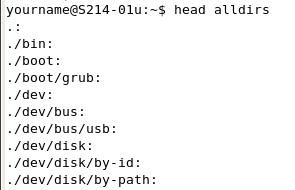 yourname@S214-01u:~$ head alldirs
.:
./bin:
./boot:
./boot/grub:
./dev:
./dev/bus:
./dev/bus/usb:
./dev/disk:
./dev/disk/by-id:
./dev/disk/by-path: